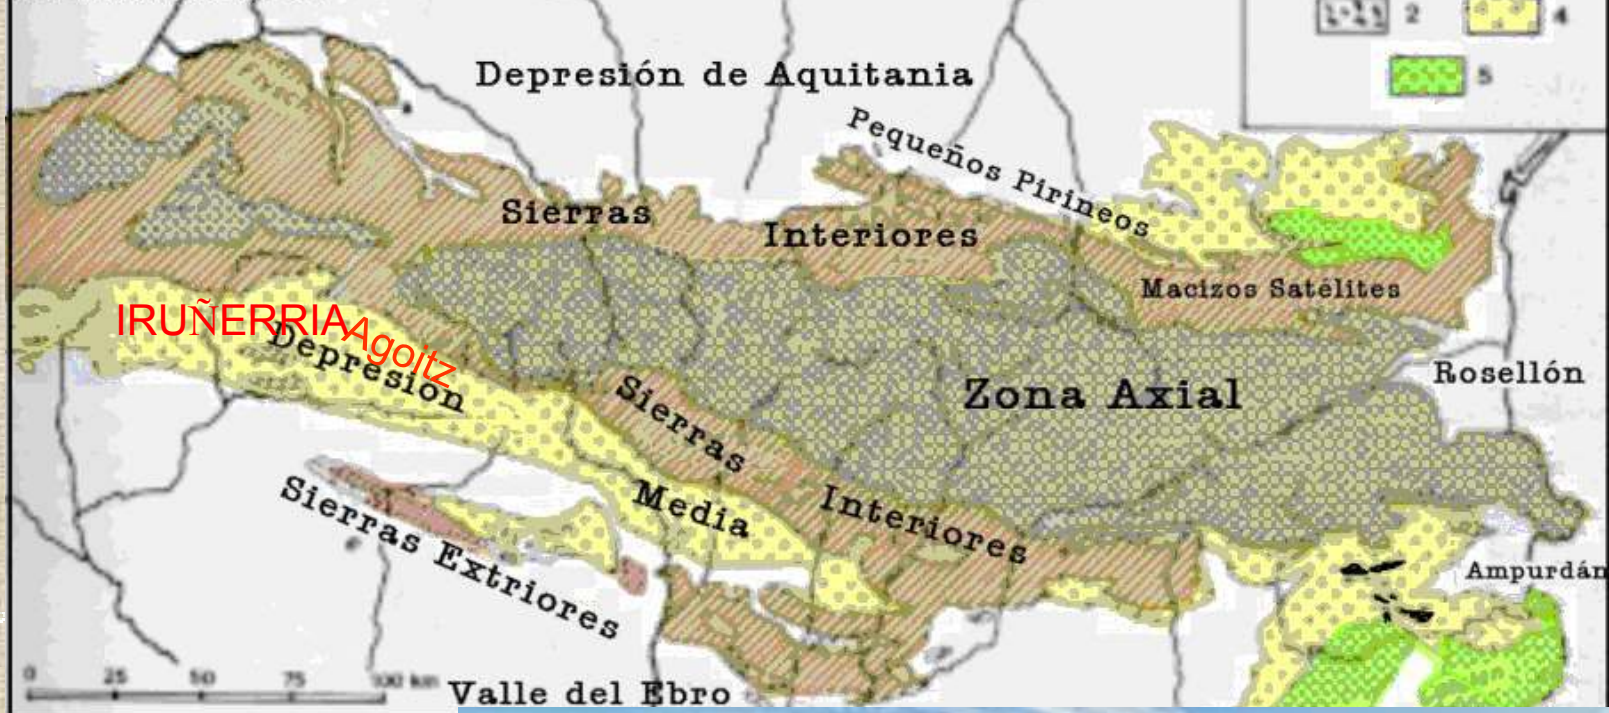 2
4
Depresión de Aquitania
5
Pequeños Pirineos
Sierras
Interiores
Macizos Satélites
IRUÑERRIA
Agoitz
Depresión
Rosellón
Zona Axial
Sierras
Media
Interiores
Sierras Extriores
Ampurdán
0 25 50 75 100 km
Valle del Ebro